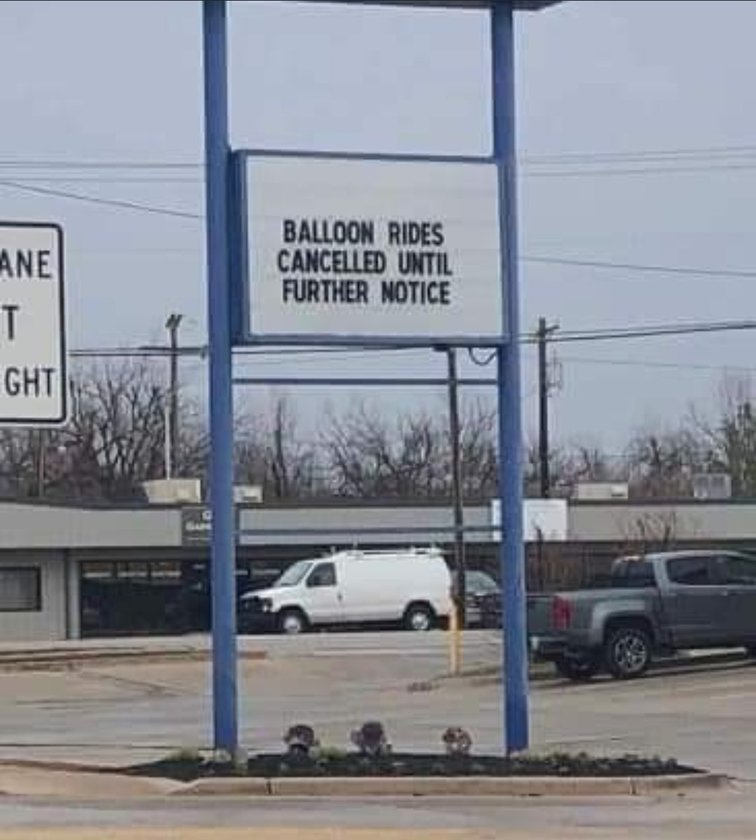 ANE
T
GHT
BALLOON RIDES
CANCELLED UNTIL
FURTHER NOTICE